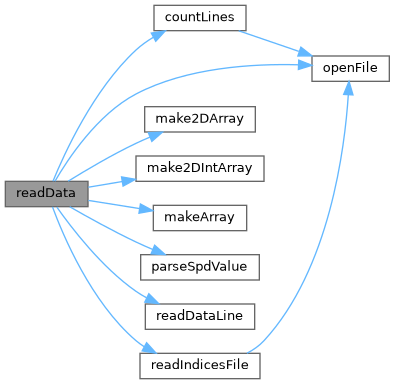 countLines
openFile
make2DArray
make2DIntArray
readData
makeArray
parseSpdValue
readDataLine
readIndicesFile